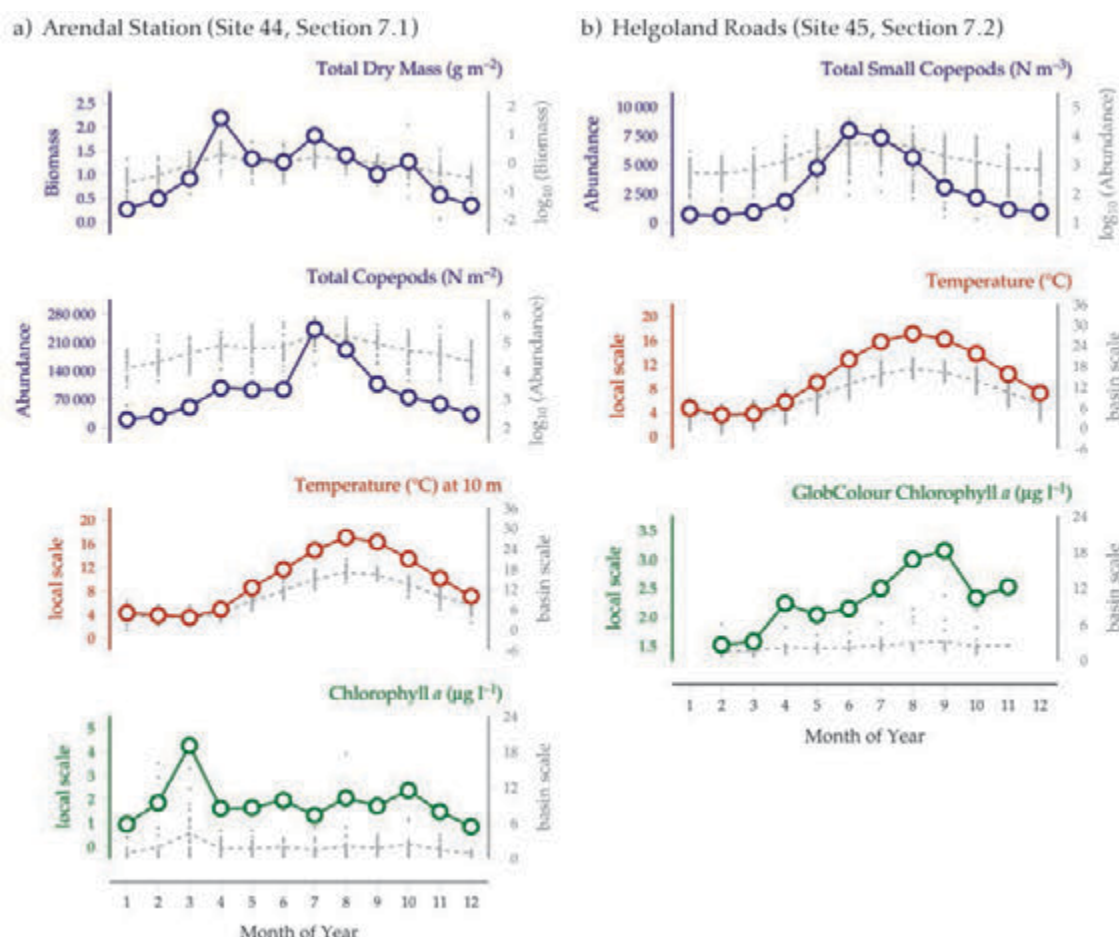 a) Arendal Station (Site 44, Section 7.1)
Total Dry Mass (g m⁻²)
Biomass
2.5
2.0
1.5
1.0
0.5
0.0
2
1
0
-1
-2
log₁₀ (Biomass)
Total Copepods (N m⁻²)
Abundance
280 000
210 000
140 000
70 000
0
6
5
4
3
2
log₁₀ (Abundance)
Temperature (°C) at 10 m
local scale
20
16
12
8
4
0
36
30
24
18
12
6
0
-6
basin scale
Chlorophyll a (µg l⁻¹)
local scale
5
4
3
2
1
0
24
18
12
6
0
basin scale
1 2 3 4 5 6 7 8 9 10 11 12
Month of Year
b) Helgoland Roads (Site 45, Section 7.2)
Total Small Copepods (N m⁻³)
Abundance
10 000
7 500
5 000
2 500
0
5
4
3
2
1
log₁₀ (Abundance)
Temperature (°C)
local scale
20
16
12
8
4
0
36
30
24
18
12
6
0
-6
basin scale
GlobColour Chlorophyll a (µg l⁻¹)
local scale
3.5
3.0
2.5
2.0
1.5
24
18
12
6
0
basin scale
1 2 3 4 5 6 7 8 9 10 11 12
Month of Year